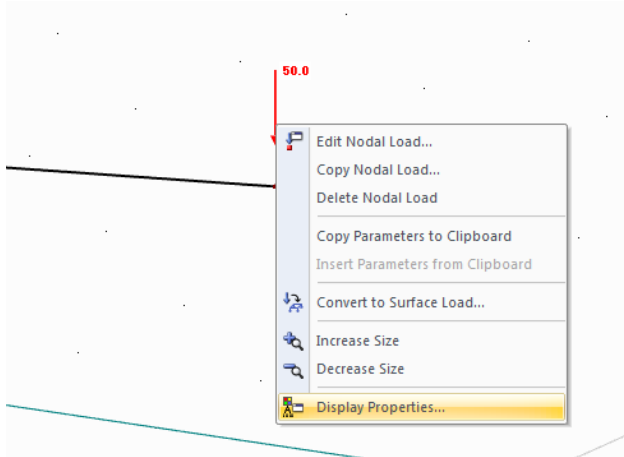 50.0
Edit Nodal Load...
Copy Nodal Load...
Delete Nodal Load
Copy Parameters to Clipboard
Insert Parameters from Clipboard
Convert to Surface Load...
Increase Size
Decrease Size
Display Properties...